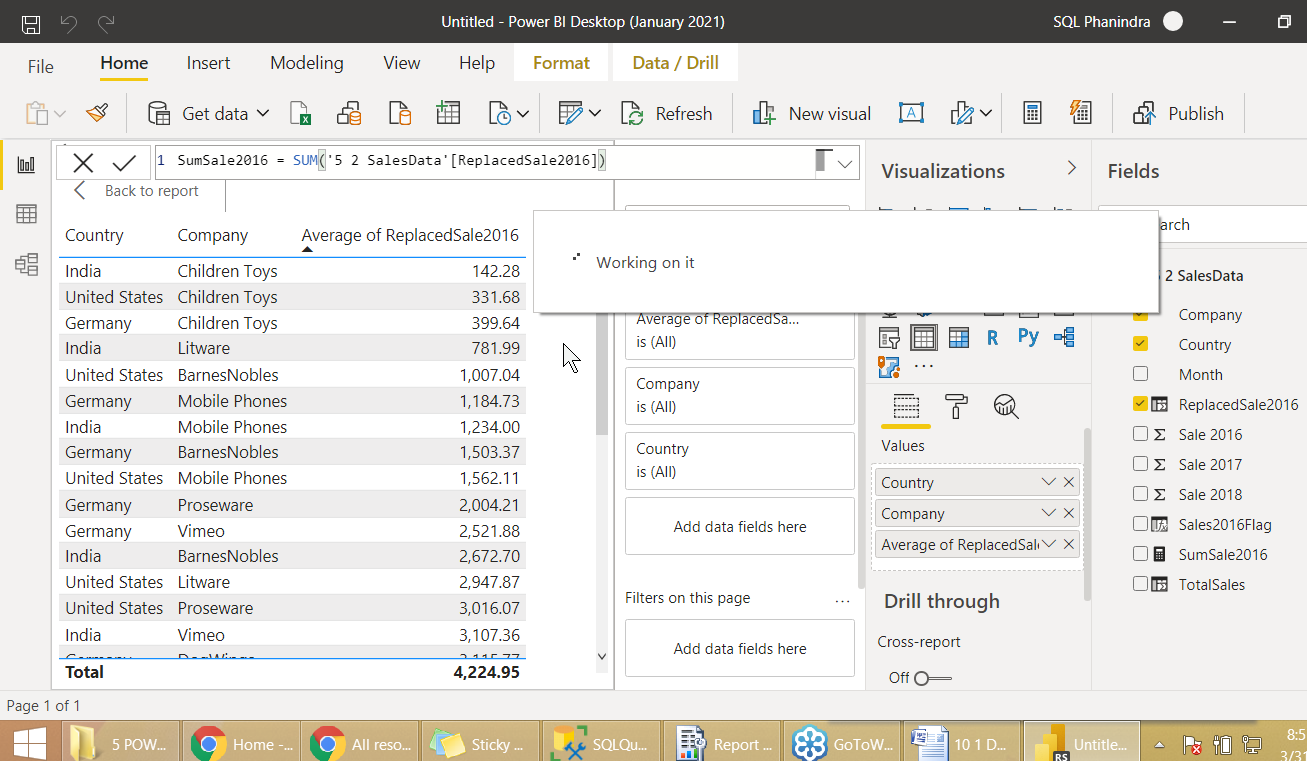 Untitled - Power BI Desktop (January 2021)
SQL Phanindra
File
Home
Insert
Modeling
View
Help
Format
Data / Drill
Get data
Refresh
New visual
Publish
1 SumSale2016 = SUM('5 2 SalesData'[ReplacedSale2016])
Back to report
Country Company Average of ReplacedSale2016
India Children Toys 142.28
United States Children Toys 331.68
Germany Children Toys 399.64
India Litware 781.99
United States BarnesNobles 1,007.04
Germany Mobile Phones 1,184.73
India Mobile Phones 1,234.00
Germany BarnesNobles 1,503.37
United States Mobile Phones 1,562.11
Germany Proseware 2,004.21
Germany Vimeo 2,521.88
India BarnesNobles 2,672.70
United States Litware 2,947.87
United States Proseware 3,016.07
India Vimeo 3,107.36
Total 4,224.95
Working on it
Average of ReplacedSa...
is (All)
Company
is (All)
Country
is (All)
Add data fields here
Filters on this page ...
Add data fields here
Visualizations
R Py
...
Values
Country
Company
Average of ReplacedSal
Drill through
Cross-report
Off
Fields
arch
2 SalesData
Company
Country
Month
ReplacedSale2016
Σ Sale 2016
Σ Sale 2017
Σ Sale 2018
Sales2016Flag
SumSale2016
TotalSales
Page 1 of 1
5 POW...
Home -...
All reso...
Sticky ...
SQLQu...
Report ...
GoToW...
10 1 D...
RS
Untitle...
8:5
3/31